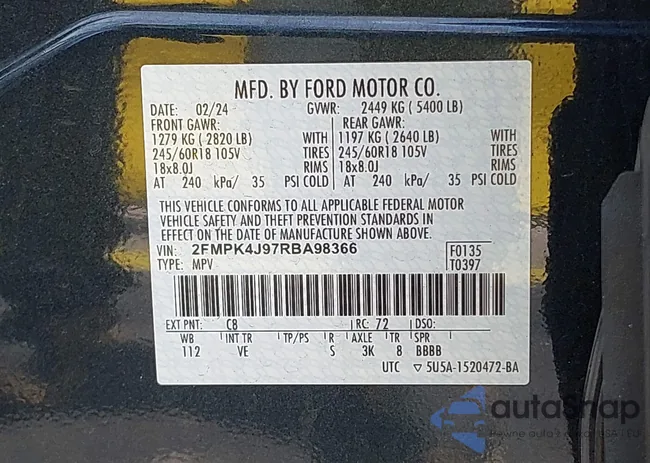 MFD. BY FORD MOTOR CO.
DATE: 02/24 GVWR: 2449 KG ( 5400 LB)
FRONT GAWR: REAR GAWR:
1279 KG ( 2820 LB) WITH 1197 KG ( 2640 LB) WITH
245/60R18 105V TIRES 245/60R18 105V TIRES
18x8.0J RIMS 18x8.0J RIMS
AT 240 kPa/ 35 PSI COLD AT 240 kPa/ 35 PSI COLD
THIS VEHICLE CONFORMS TO ALL APPLICABLE FEDERAL MOTOR
VEHICLE SAFETY AND THEFT PREVENTION STANDARDS IN
EFFECT ON THE DATE OF MANUFACTURE SHOWN ABOVE.
VIN: 2FMPK4J97RBA98366 F0135
TYPE: MPV T0397
EXT PNT: C8 RC: 72 DSO:
WB INT TR TP/PS R AXLE TR SPR
112 VE S 3K 8 BBBB
UTC ▽ 5U5A-1520472-BA
autoSnap